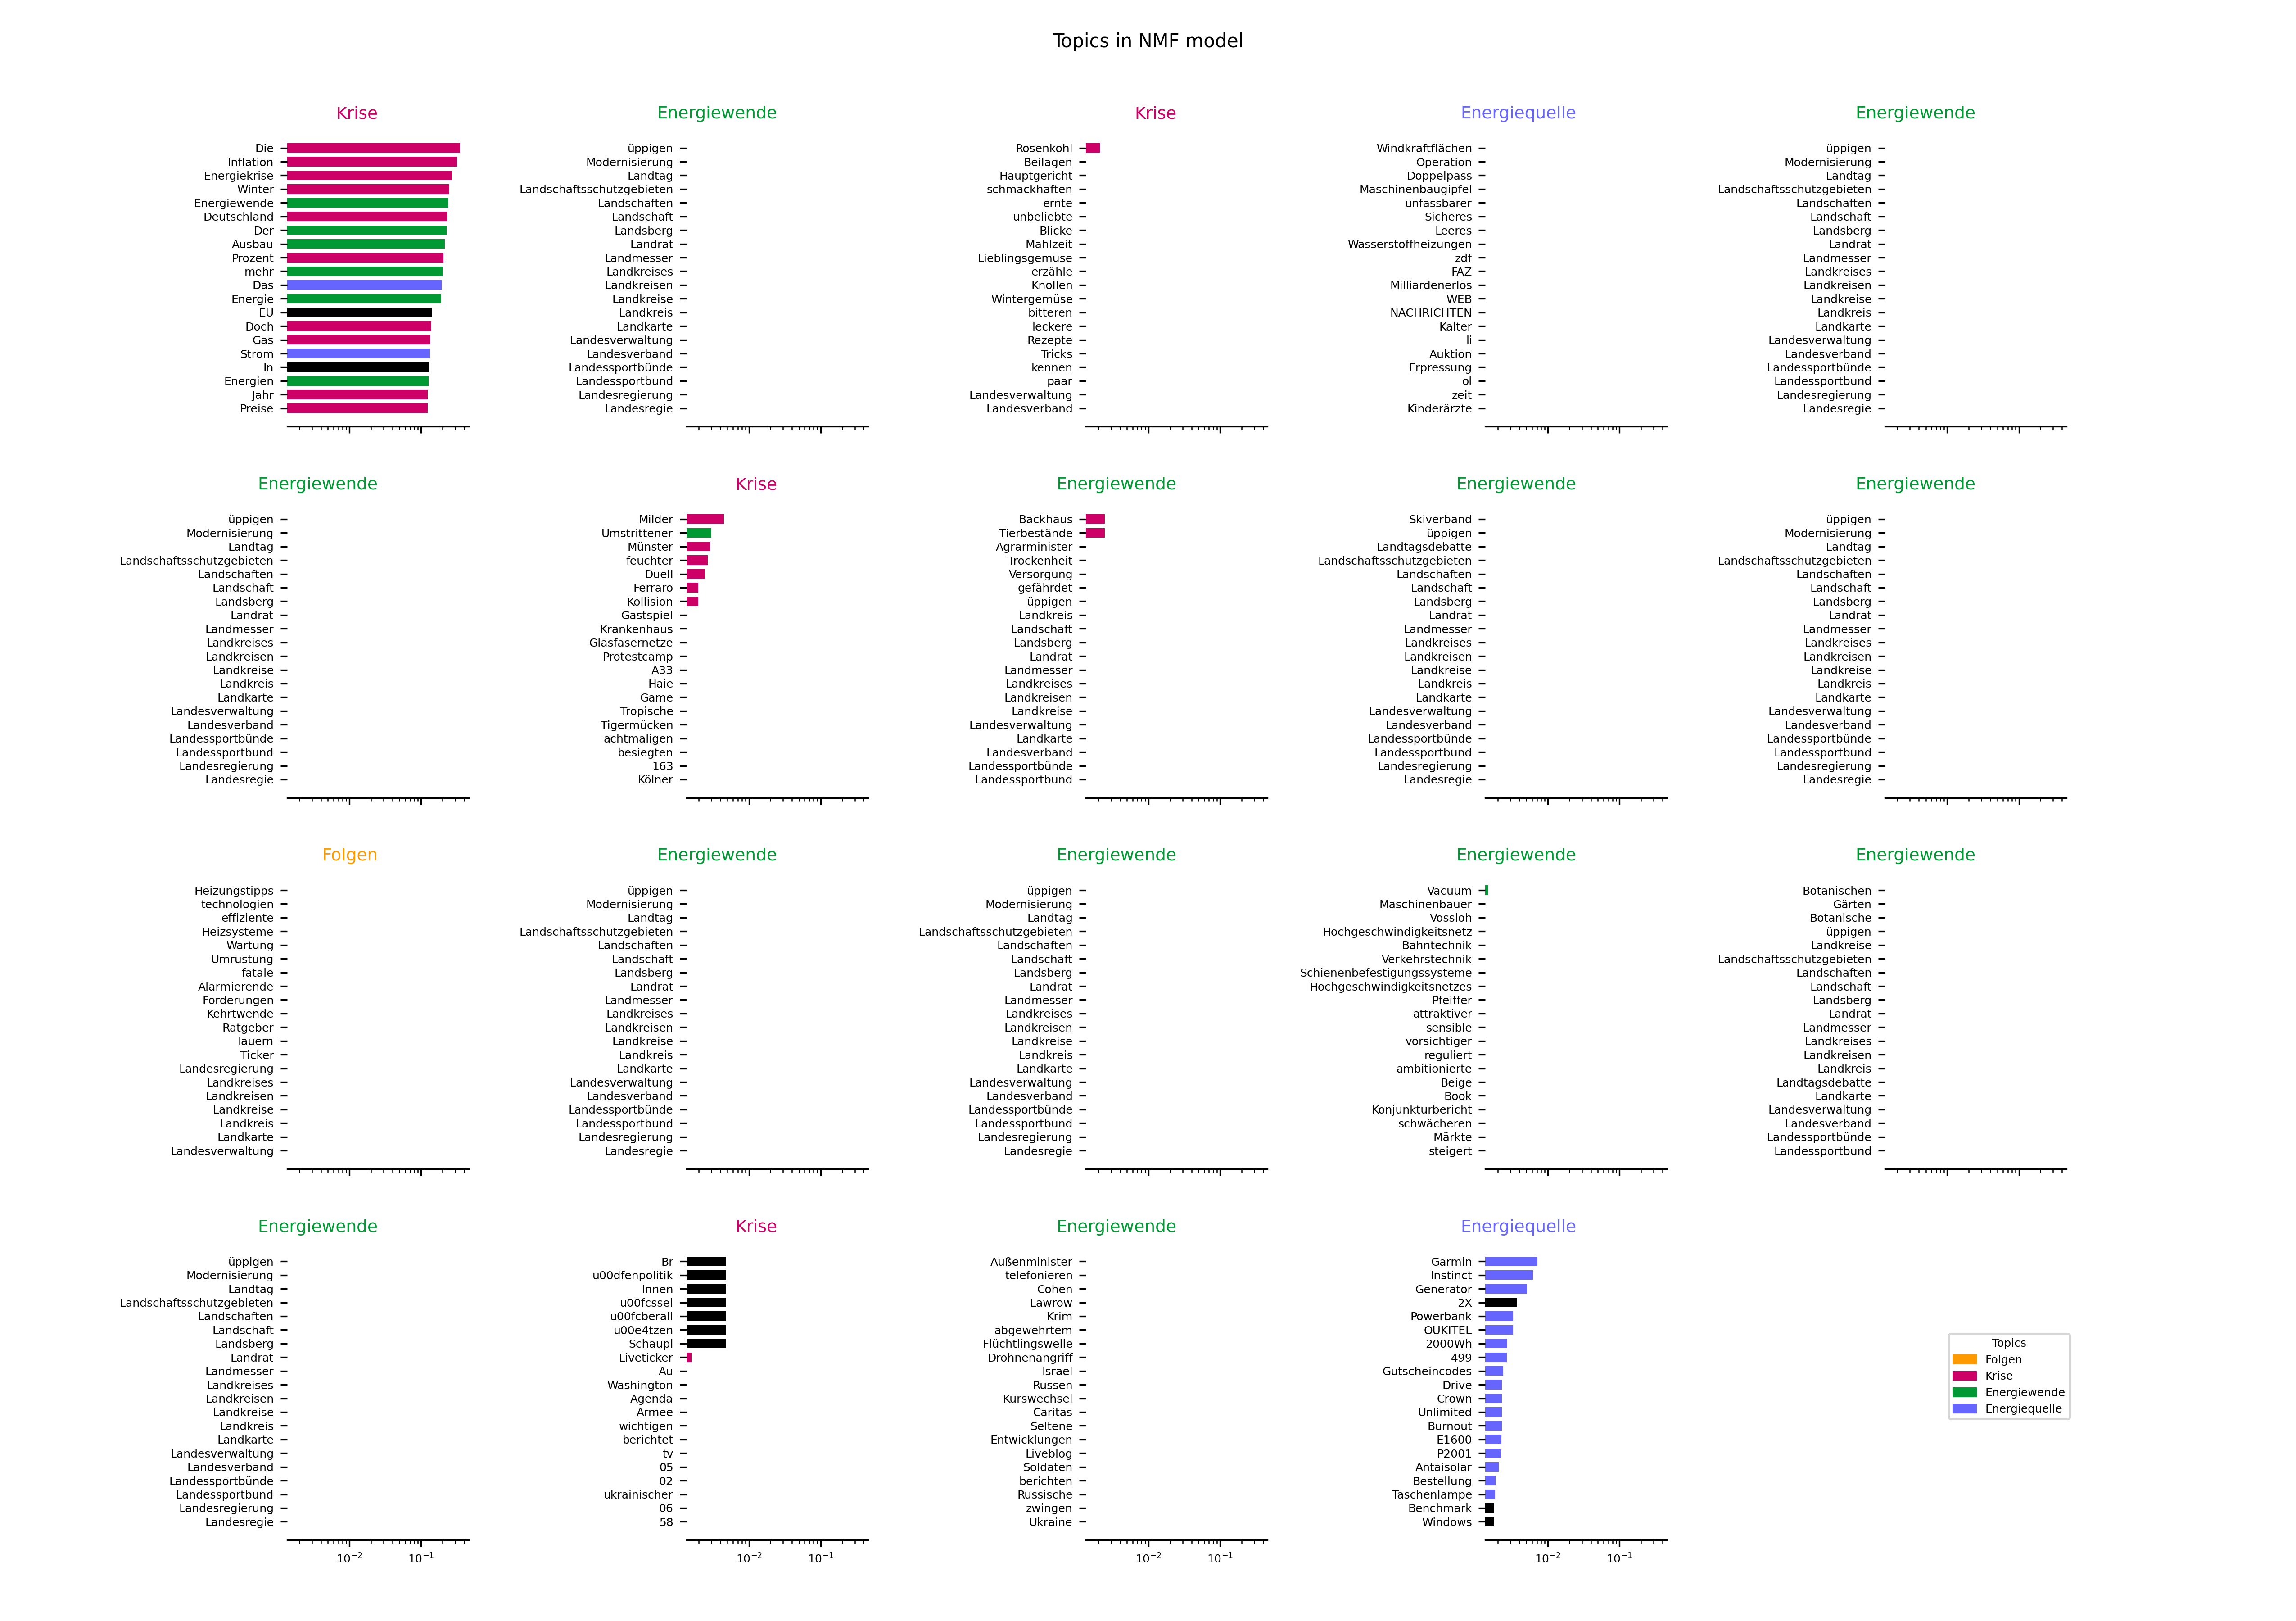 Topics in NMF model
Krise
Die
Inflation
Energiekrise
Winter
Energiewende
Deutschland
Der
Ausbau
Prozent
mehr
Das
Energie
EU
Doch
Gas
Strom
In
Energien
Jahr
Preise
Energiewende
üppigen
Modernisierung
Landtag
Landschaftsschutzgebieten
Landschaften
Landschaft
Landsberg
Landrat
Landmesser
Landkreises
Landkreisen
Landkreise
Landkreis
Landkarte
Landesverwaltung
Landesverband
Landessportbünde
Landessportbund
Landesregierung
Landesregie
Krise
Rosenkohl
Beilagen
Hauptgericht
schmackhaften
ernte
unbeliebte
Blicke
Mahlzeit
Lieblingsgemüse
erzähle
Knollen
Wintergemüse
bitteren
leckere
Rezepte
Tricks
kennen
paar
Landesverwaltung
Landesverband
Energiequelle
Windkraftflächen
Operation
Doppelpass
Maschinenbaugipfel
unfassbarer
Sicheres
Leeres
Wasserstoffheizungen
zdf
FAZ
Milliardenerlös
WEB
NACHRICHTEN
Kalter
li
Auktion
Erpressung
ol
zeit
Kinderärzte
Energiewende
üppigen
Modernisierung
Landtag
Landschaftsschutzgebieten
Landschaften
Landschaft
Landsberg
Landrat
Landmesser
Landkreises
Landkreisen
Landkreise
Landkreis
Landkarte
Landesverwaltung
Landesverband
Landessportbünde
Landessportbund
Landesregierung
Landesregie
Energiewende
üppigen
Modernisierung
Landtag
Landschaftsschutzgebieten
Landschaften
Landschaft
Landsberg
Landrat
Landmesser
Landkreises
Landkreisen
Landkreise
Landkreis
Landkarte
Landesverwaltung
Landesverband
Landessportbünde
Landessportbund
Landesregierung
Landesregie
Krise
Milder
Umstrittener
Münster
feuchter
Duell
Ferraro
Kollision
Gastspiel
Krankenhaus
Glasfasernetze
Protestcamp
A33
Haie
Game
Tropische
Tigermücken
achtmaligen
besiegten
163
Kölner
Energiewende
Backhaus
Tierbestände
Agrarminister
Trockenheit
Versorgung
gefährdet
üppigen
Landkreis
Landschaft
Landsberg
Landrat
Landmesser
Landkreises
Landkreisen
Landkreise
Landesverwaltung
Landkarte
Landesverband
Landessportbünde
Landessportbund
Energiewende
Skiverband
üppigen
Landtagsdebatte
Landschaftsschutzgebieten
Landschaften
Landschaft
Landsberg
Landrat
Landmesser
Landkreises
Landkreisen
Landkreise
Landkreis
Landkarte
Landesverwaltung
Landesverband
Landessportbünde
Landessportbund
Landesregierung
Landesregie
Energiewende
üppigen
Modernisierung
Landtag
Landschaftsschutzgebieten
Landschaften
Landschaft
Landsberg
Landrat
Landmesser
Landkreises
Landkreisen
Landkreise
Landkreis
Landkarte
Landesverwaltung
Landesverband
Landessportbünde
Landessportbund
Landesregierung
Landesregie
Folgen
Heizungstipps
technologien
effiziente
Heizsysteme
Wartung
Umrüstung
fatale
Alarmierende
Förderungen
Kehrtwende
Ratgeber
lauern
Ticker
Landesregierung
Landkreises
Landkreisen
Landkreise
Landkreis
Landkarte
Landesverwaltung
Energiewende
üppigen
Modernisierung
Landtag
Landschaftsschutzgebieten
Landschaften
Landschaft
Landsberg
Landrat
Landmesser
Landkreises
Landkreisen
Landkreise
Landkreis
Landkarte
Landesverwaltung
Landesverband
Landessportbünde
Landessportbund
Landesregierung
Landesregie
Energiewende
üppigen
Modernisierung
Landtag
Landschaftsschutzgebieten
Landschaften
Landschaft
Landsberg
Landrat
Landmesser
Landkreises
Landkreisen
Landkreise
Landkreis
Landkarte
Landesverwaltung
Landesverband
Landessportbünde
Landessportbund
Landesregierung
Landesregie
Energiewende
Vacuum
Maschinenbauer
Vossloh
Hochgeschwindigkeitsnetz
Bahntechnik
Verkehrstechnik
Schienenbefestigungssysteme
Hochgeschwindigkeitsnetzes
Pfeiffer
attraktiver
sensible
vorsichtiger
reguliert
ambitionierte
Beige
Book
Konjunkturbericht
schwächeren
Märkte
steigert
Energiewende
Botanischen
Gärten
Botanische
üppigen
Landkreise
Landschaftsschutzgebieten
Landschaften
Landschaft
Landsberg
Landrat
Landmesser
Landkreises
Landkreisen
Landkreis
Landtagsdebatte
Landkarte
Landesverwaltung
Landesverband
Landessportbünde
Landessportbund
Energiewende
üppigen
Modernisierung
Landtag
Landschaftsschutzgebieten
Landschaften
Landschaft
Landsberg
Landrat
Landmesser
Landkreises
Landkreisen
Landkreise
Landkreis
Landkarte
Landesverwaltung
Landesverband
Landessportbünde
Landessportbund
Landesregierung
Landesregie
10⁻² 10⁻¹
Krise
Br
u00dfenpolitik
Innen
u00fcssel
u00fcberall
u00e4tzen
Schaupl
Liveticker
Au
Washington
Agenda
Armee
wichtigen
berichtet
tv
05
02
ukrainischer
06
58
10⁻² 10⁻¹
Energiewende
Außenminister
telefonieren
Cohen
Lawrow
Krim
abgewehrtem
Flüchtlingswelle
Drohnenangriff
Israel
Russen
Kurswechsel
Caritas
Seltene
Entwicklungen
Liveblog
Soldaten
berichten
Russische
zwingen
Ukraine
10⁻² 10⁻¹
Energiequelle
Garmin
Instinct
Generator
2X
Powerbank
OUKITEL
2000Wh
499
Gutscheincodes
Drive
Crown
Unlimited
Burnout
E1600
P2001
Antaisolar
Bestellung
Taschenlampe
Benchmark
Windows
10⁻² 10⁻¹
Topics
Folgen
Krise
Energiewende
Energiequelle